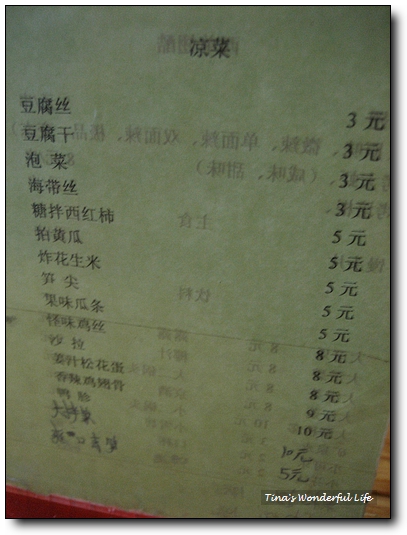 凉菜
豆腐丝 3元
豆腐干 3元
泡菜 3元
海带丝 3元
糖拌西红柿 5元
拍黄瓜 5元
炸花生米 5元
笋尖 5元
果味瓜条 5元
怪味鸡丝 8元
沙拉 8元
姜汁松花蛋 8元
香辣鸡翅骨 9元
鸭胗 10元
大拌菜 10元
5元
Tina's Wonderful Life